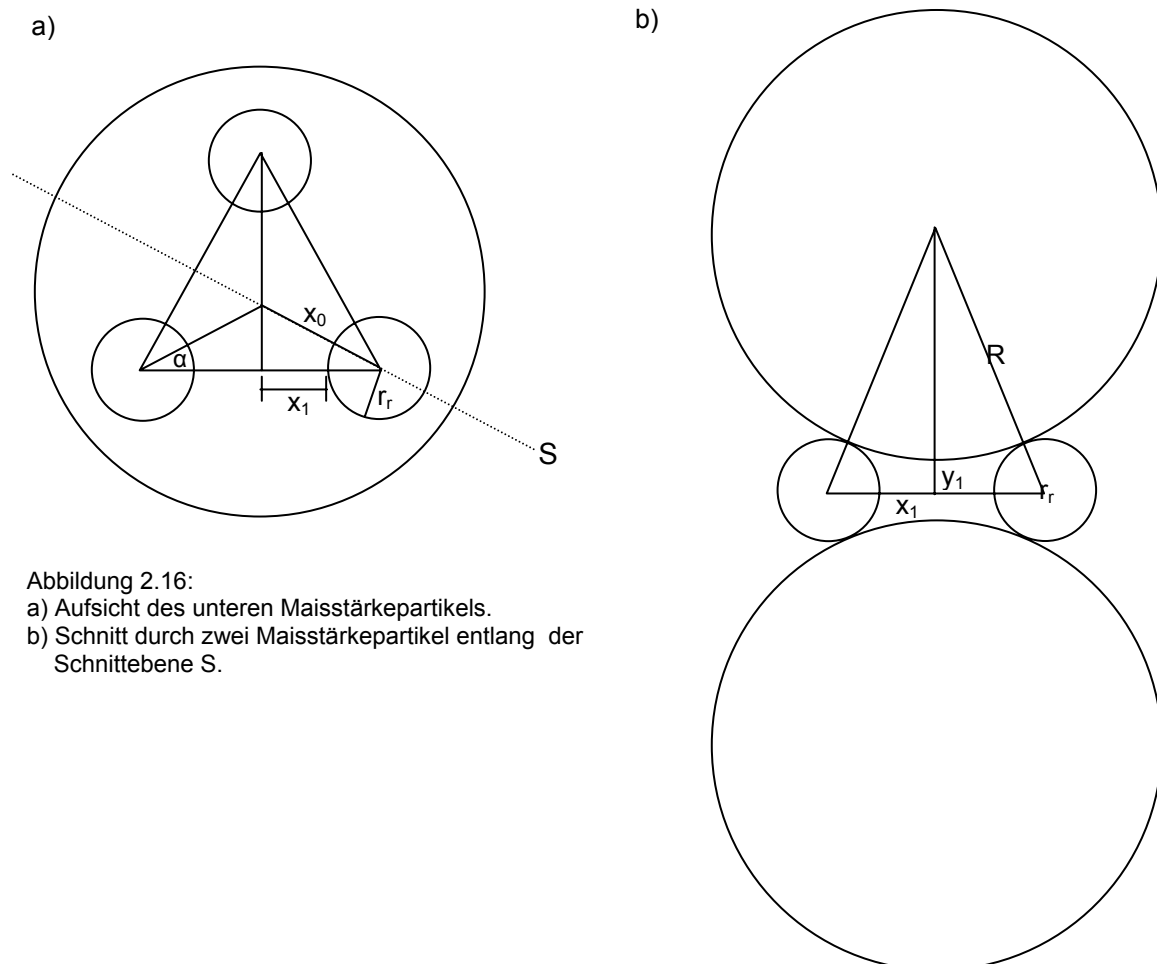 a)
α
x₀
x₁
rᵣ
S
Abbildung 2.16:
a) Aufsicht des unteren Maisstärkepartikels.
b) Schnitt durch zwei Maisstärkepartikel entlang der
Schnittebene S.
b)
R
y₁
x₁
rᵣ